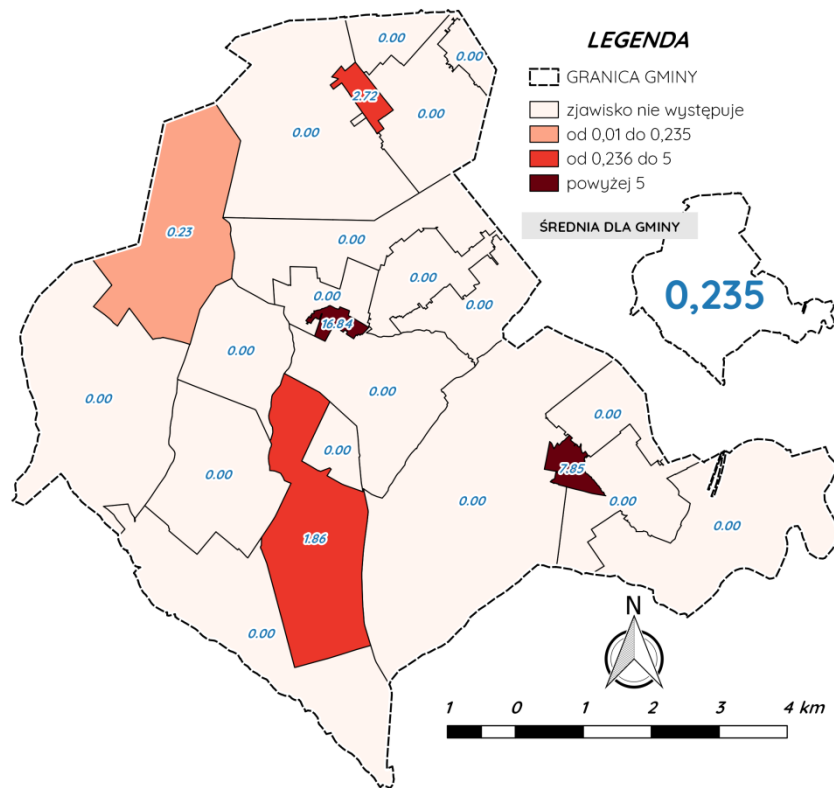 0.00
LEGENDA
0.00
GRANICA GMINY
2.72
zjawisko nie występuje
0.00
0.00
od 0,01 do 0,235
od 0,236 do 5
powyżej 5
ŚREDNIA DLA GMINY
0.23
0.00
0.00
0,235
0.00
0.00
16.84
0.00
0.00
0.00
0.00
0.00
7.85
0.00
0.00
0.00
0.00
1.86
0.00
N
1 0 1 2 3 4 km